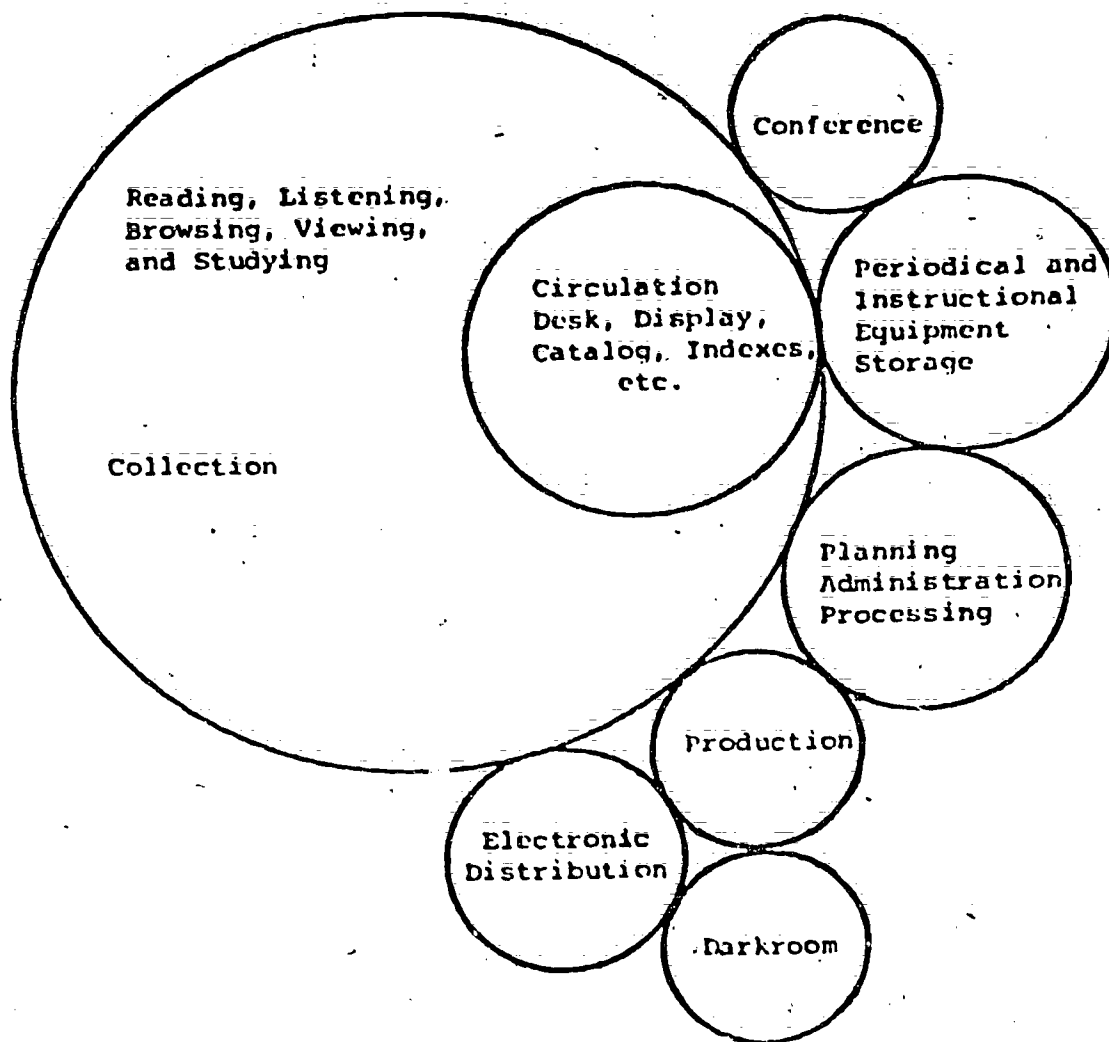 Conference
Reading, Listening,
Browsing, Viewing,
and Studying
Circulation
Desk, Display,
Catalog, Indexes,
etc.
Periodical and
Instructional
Equipment
Storage
Collection
Planning
Administration
Processing
Production
Electronic
Distribution
Darkroom